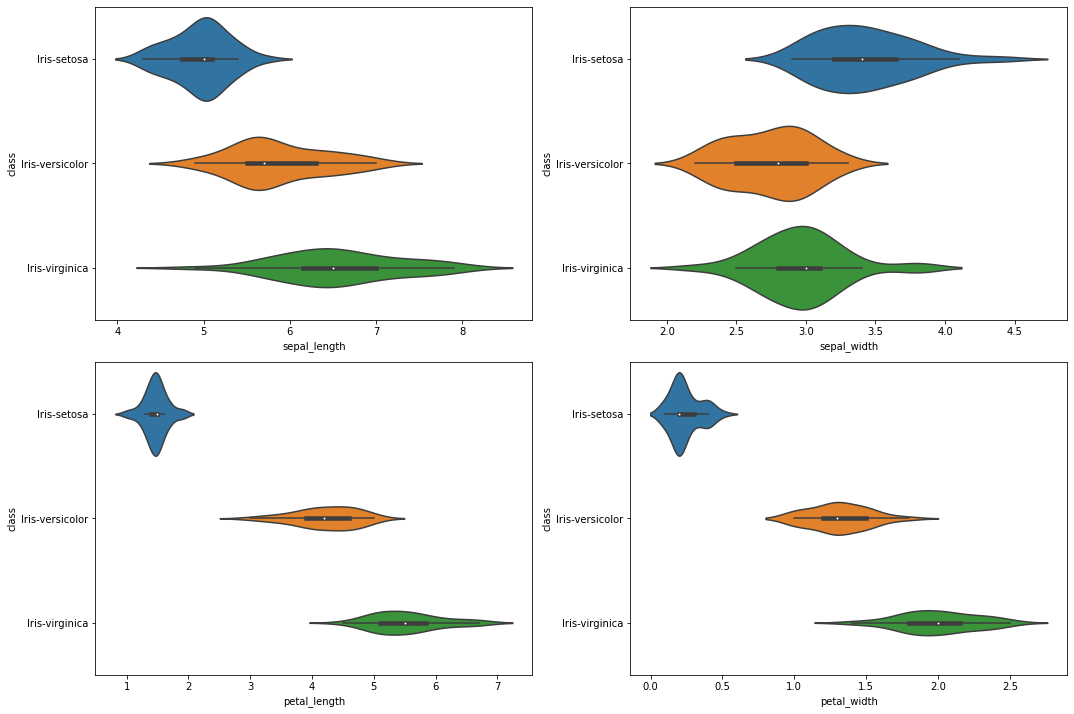 Iris-setosa
Iris-versicolor
Iris-virginica
class
4 5 6 7 8
sepal_length
Iris-setosa
Iris-versicolor
Iris-virginica
class
2.0 2.5 3.0 3.5 4.0 4.5
sepal_width
Iris-setosa
Iris-versicolor
Iris-virginica
class
1 2 3 4 5 6 7
petal_length
Iris-setosa
Iris-versicolor
Iris-virginica
class
0.0 0.5 1.0 1.5 2.0 2.5
petal_width